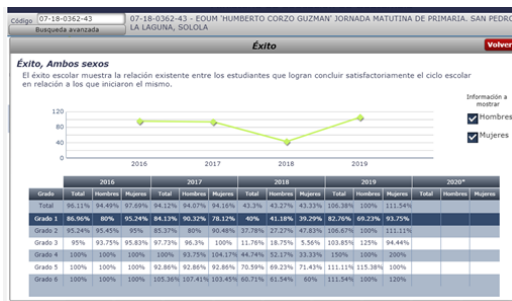 Código 07-18-0362-43 07-18-0362-43 - EOUM 'HUMBERTO CORZO GUZMAN' JORNADA MATUTINA DE PRIMARIA. SAN PEDRO
Busqueda avanzada LA LAGUNA, SOLOLA
Éxito Volver
Éxito, Ambos sexos
El éxito escolar muestra la relación existente entre los estudiantes que logran concluir satisfactoriamente el ciclo escolar
en relación a los que iniciaron el mismo.
Información a
mostrar
Hombres
Mujeres
120
80
40
0
2016 2017 2018 2019
2016 2017 2018 2019 2020*
Grado Total Hombres Mujeres Total Hombres Mujeres Total Hombres Mujeres Total Hombres Mujeres Total Hombres Mujeres
Total 96.11% 94.49% 97.69% 94.12% 94.07% 94.16% 43.3% 43.27% 43.33% 106.38% 100% 111.54%
Grado 1 86.96% 80% 95.24% 84.13% 90.32% 78.12% 40% 41.18% 39.29% 82.76% 69.23% 93.75%
Grado 2 95.24% 95.45% 95% 85.37% 80% 90.48% 37.78% 27.27% 47.83% 106.67% 100% 111.11%
Grado 3 95% 93.75% 95.83% 97.73% 96.3% 100% 11.76% 18.75% 5.56% 103.85% 125% 94.44%
Grado 4 100% 100% 100% 100% 93.75% 104.17% 44.74% 52.17% 33.33% 150% 100% 200%
Grado 5 100% 100% 100% 92.86% 92.86% 92.86% 70.59% 69.23% 71.43% 111.11% 115.38% 100%
Grado 6 100% 100% 100% 105.36% 107.41% 103.45% 60.71% 61.54% 60% 111.54% 100% 120%